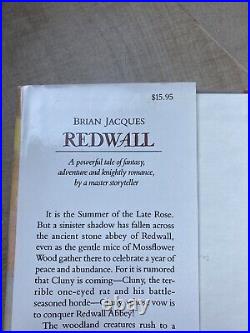 $15.95
BRIAN JACQUES
REDWALL
A powerful tale of fantasy,
adventure and knightly romance,
by a master storyteller
It is the Summer of the Late Rose.
But a sinister shadow has fallen across
the ancient stone abbey of Redwall,
even as the gentle mice of Mossflower
Wood gather there to celebrate a year of
peace and abundance. For it is rumored
that Cluny is coming—Cluny, the ter-
rible one-eyed rat and his battle-
seasoned horde—Cluny, whose vow is
to conquer Redwall Abbey!
The woodland creatures rush to a